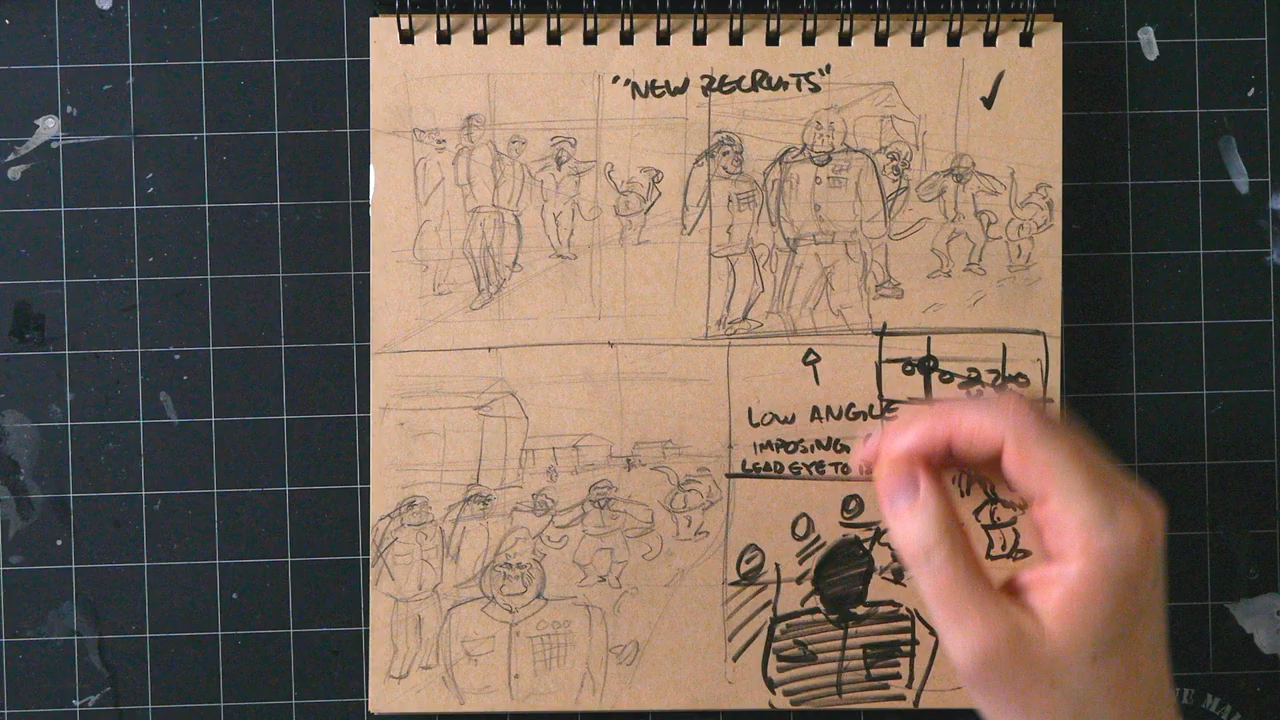 "NEW RECRUITS"
LOW ANGLE
IMPOSING
LEAD EYE TO